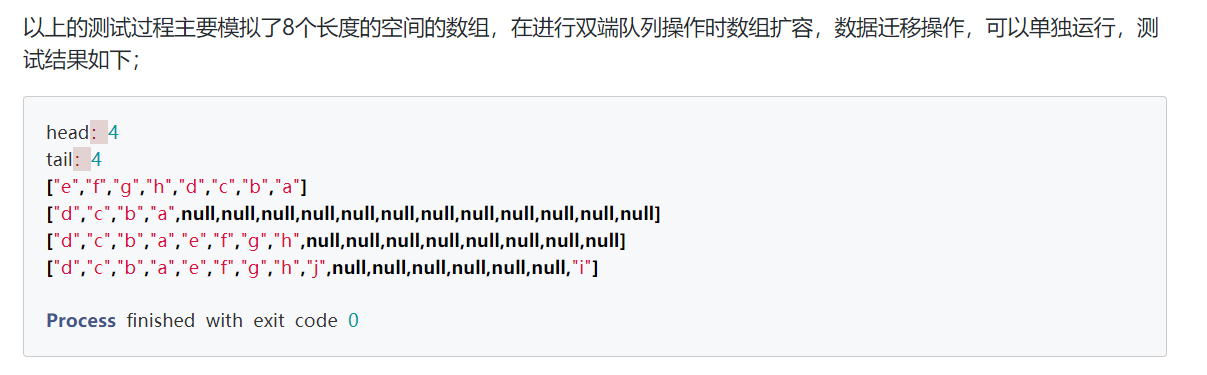 以上的测试过程主要模拟了8个长度的空间的数组，在进行双端队列操作时数组扩容，数据迁移操作，可以单独运行，测
试结果如下；
head：4
tail：4
["e","f","g","h","d","c","b","a"]
["d","c","b","a",null,null,null,null,null,null,null,null,null,null,null,null]
["d","c","b","a","e","f","g","h",null,null,null,null,null,null,null,null]
["d","c","b","a","e","f","g","h","j",null,null,null,null,null,null,"i"]
Process finished with exit code 0